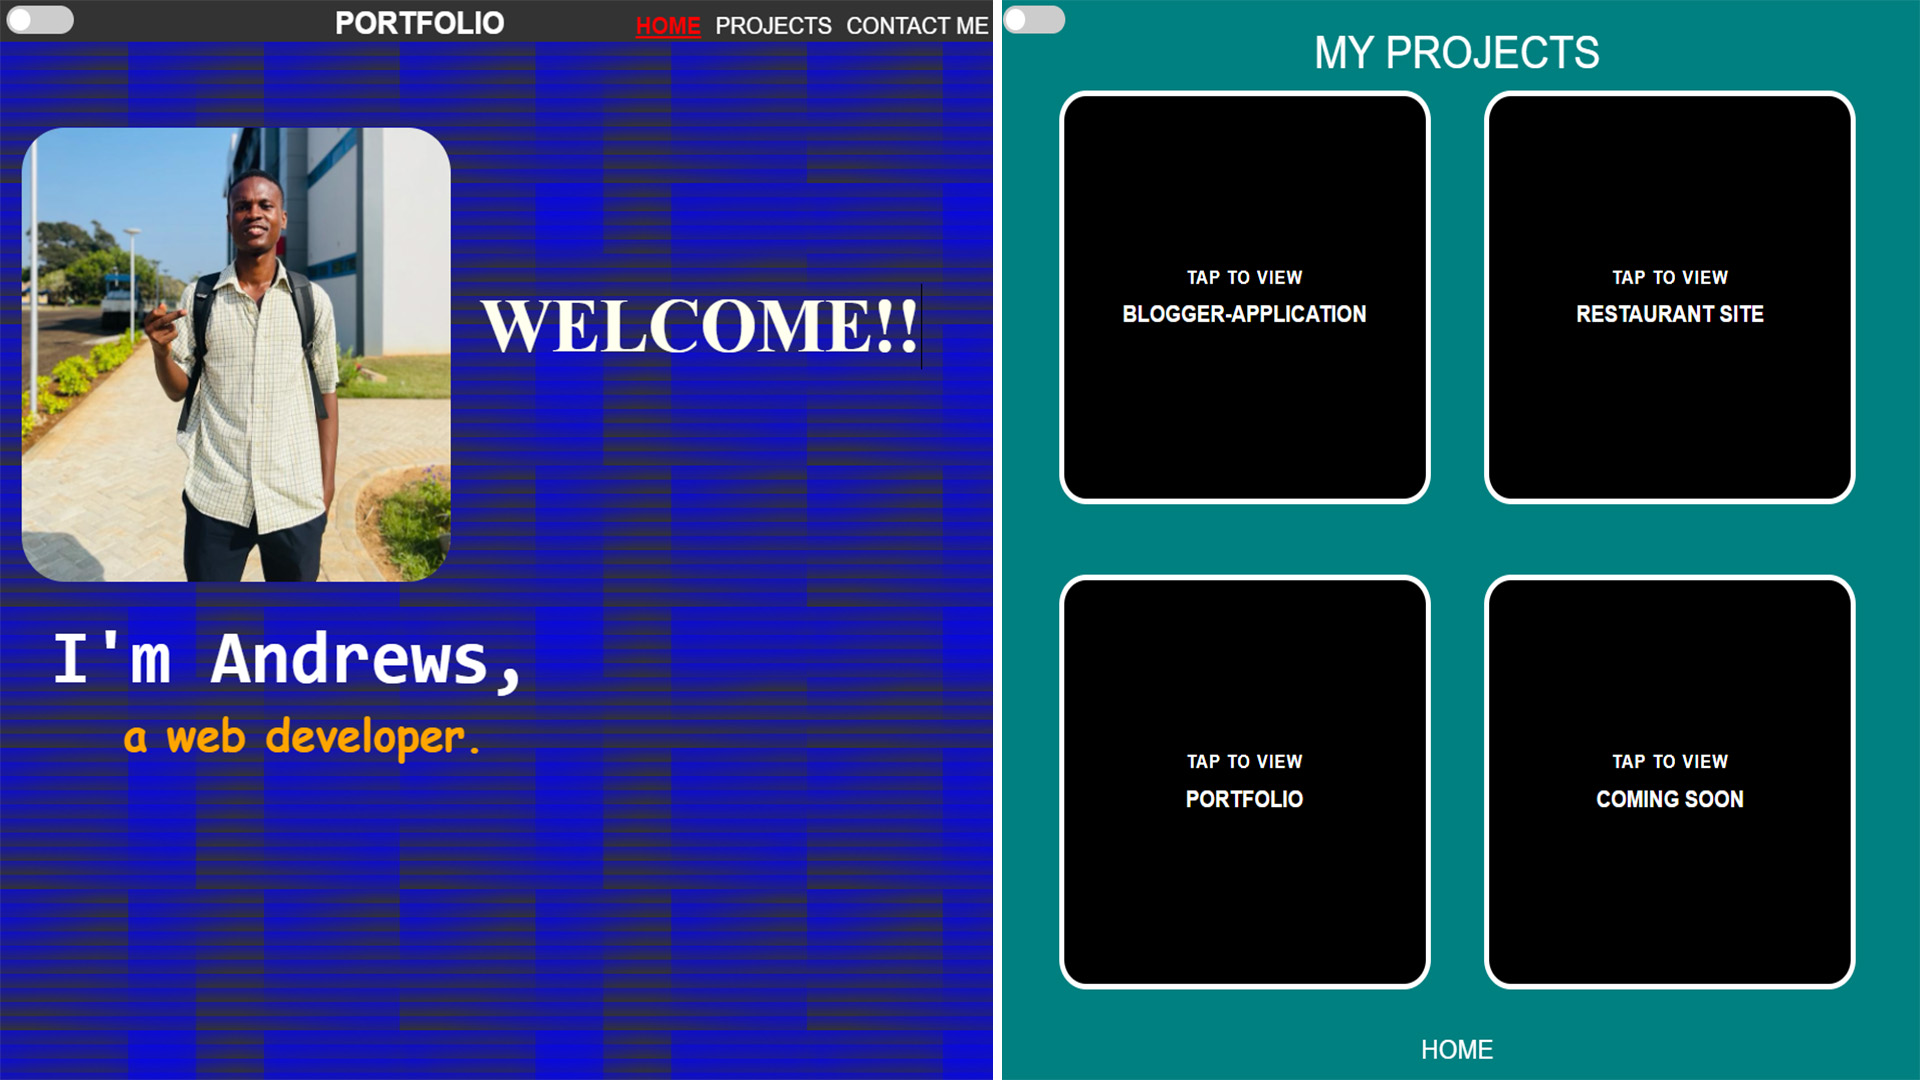 PORTFOLIO
HOME PROJECTS CONTACT ME
WELCOME!!
I'm Andrews,
a web developer.
MY PROJECTS
TAP TO VIEW
BLOGGER-APPLICATION
TAP TO VIEW
RESTAURANT SITE
TAP TO VIEW
PORTFOLIO
TAP TO VIEW
COMING SOON
HOME